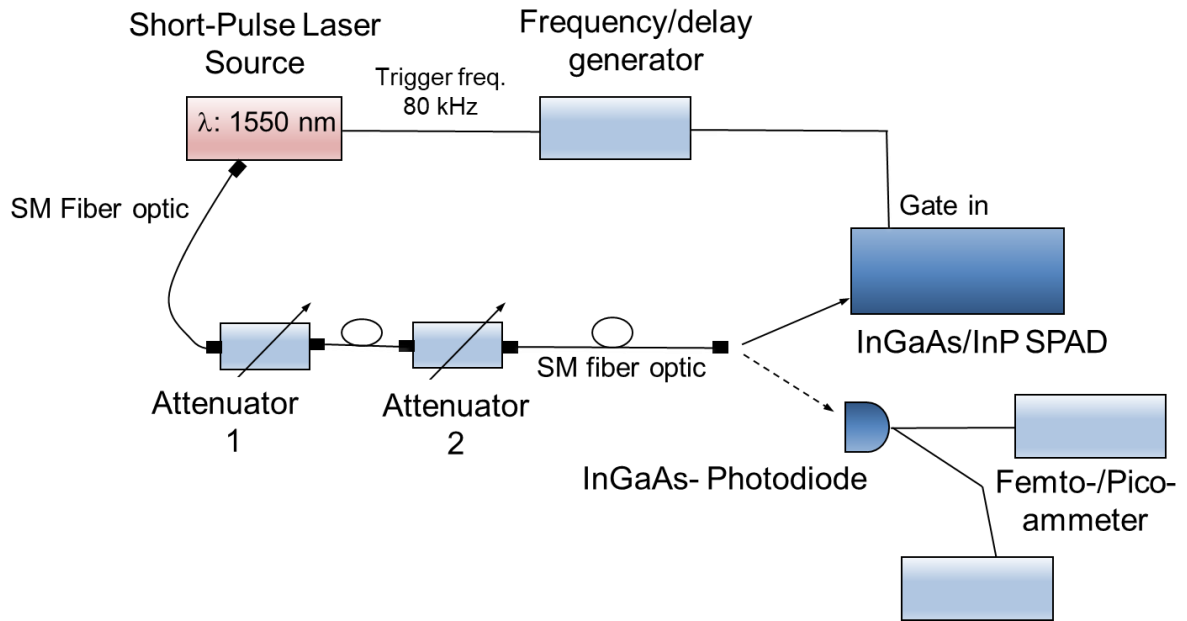 Short-Pulse Laser
Source
Frequency/delay
generator
Trigger freq.
80 kHz
λ: 1550 nm
SM Fiber optic
Gate in
InGaAs/InP SPAD
SM fiber optic
Attenuator
1
Attenuator
2
InGaAs- Photodiode
Femto-/Pico-
ammeter